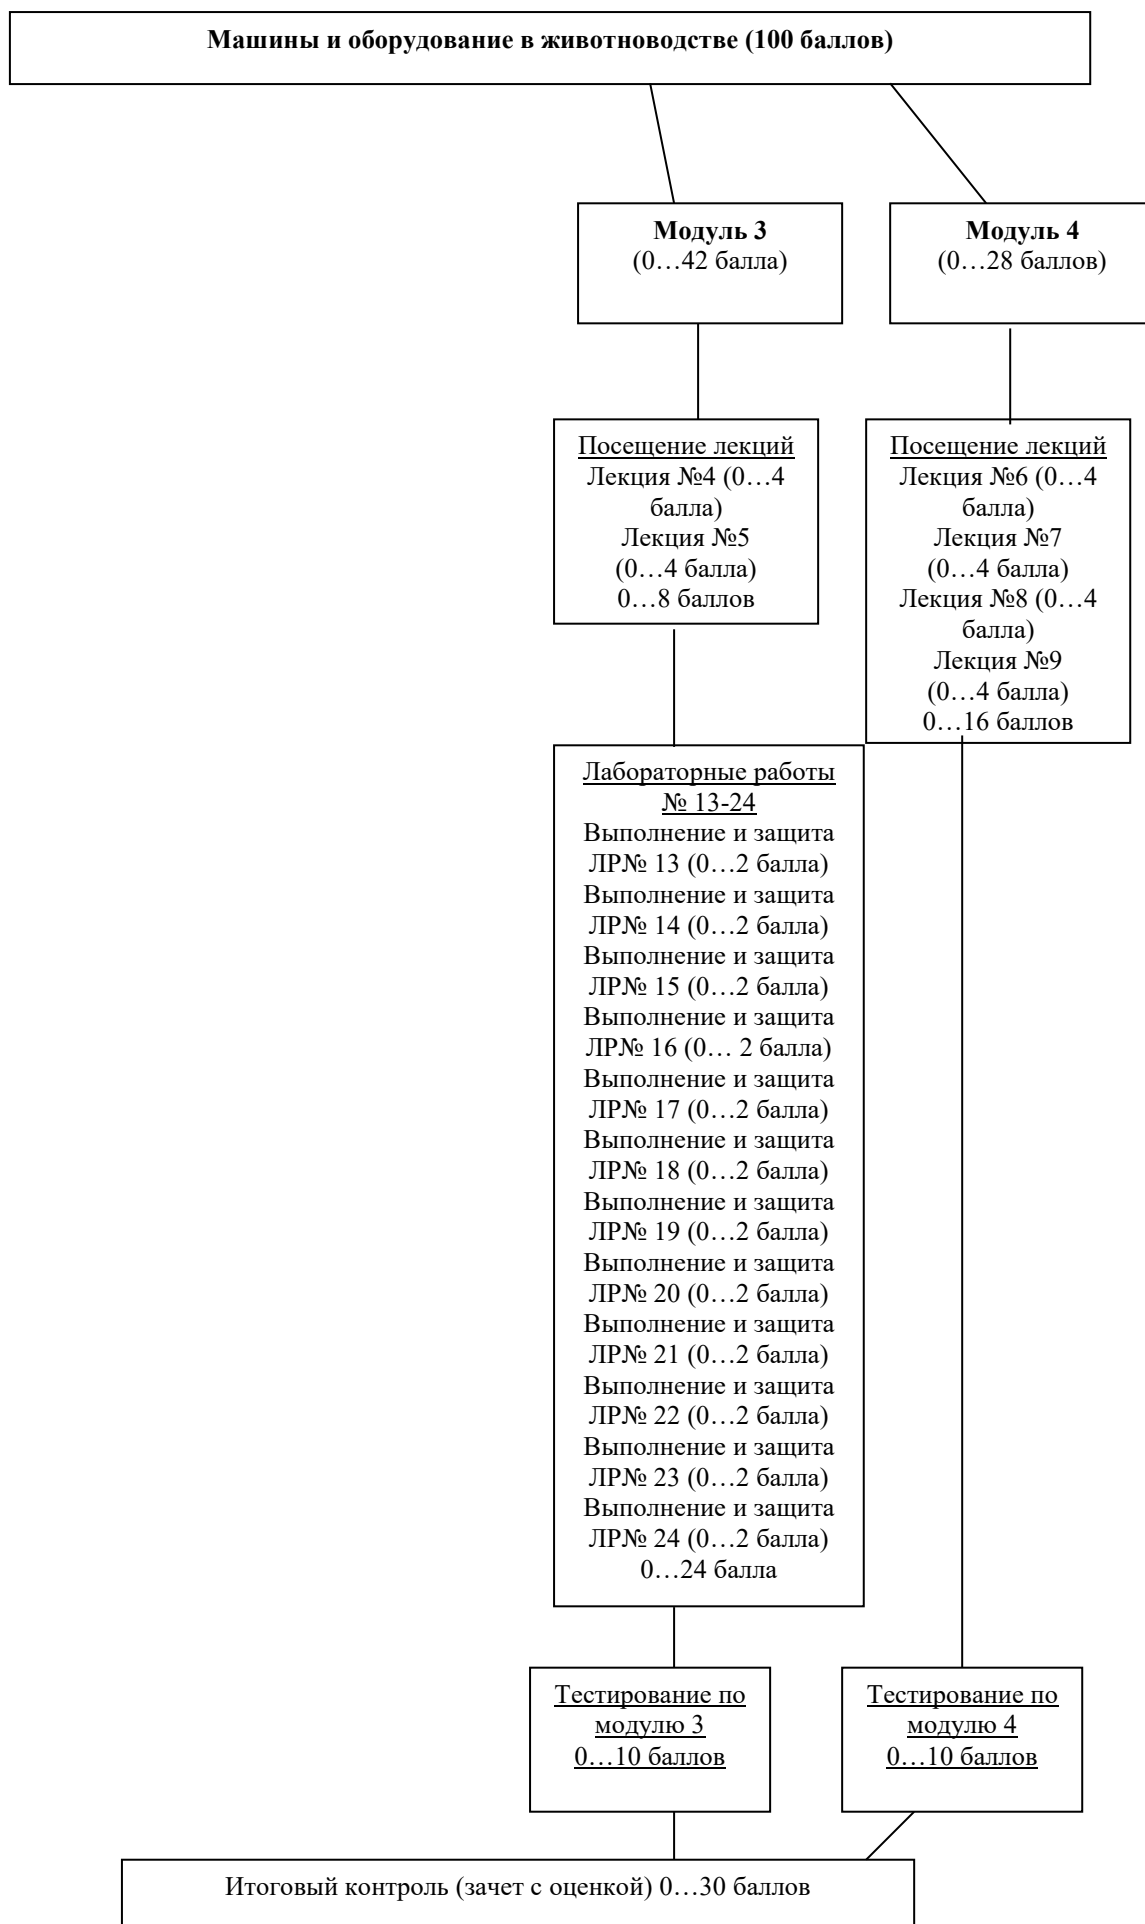 Машины и оборудование в животноводстве (100 баллов)
Модуль 3
(0…42 балла)
Модуль 4
(0…28 баллов)
Посещение лекций
Лекция №4 (0…4
балла)
Лекция №5
(0…4 балла)
0…8 баллов
Посещение лекций
Лекция №6 (0…4
балла)
Лекция №7
(0…4 балла)
Лекция №8 (0…4
балла)
Лекция №9
(0…4 балла)
0…16 баллов
Лабораторные работы
№ 13-24
Выполнение и защита
ЛР№ 13 (0…2 балла)
Выполнение и защита
ЛР№ 14 (0…2 балла)
Выполнение и защита
ЛР№ 15 (0…2 балла)
Выполнение и защита
ЛР№ 16 (0… 2 балла)
Выполнение и защита
ЛР№ 17 (0…2 балла)
Выполнение и защита
ЛР№ 18 (0…2 балла)
Выполнение и защита
ЛР№ 19 (0…2 балла)
Выполнение и защита
ЛР№ 20 (0…2 балла)
Выполнение и защита
ЛР№ 21 (0…2 балла)
Выполнение и защита
ЛР№ 22 (0…2 балла)
Выполнение и защита
ЛР№ 23 (0…2 балла)
Выполнение и защита
ЛР№ 24 (0…2 балла)
0…24 балла
Тестирование по
модулю 3
0…10 баллов
Тестирование по
модулю 4
0…10 баллов
Итоговый контроль (зачет с оценкой) 0…30 баллов